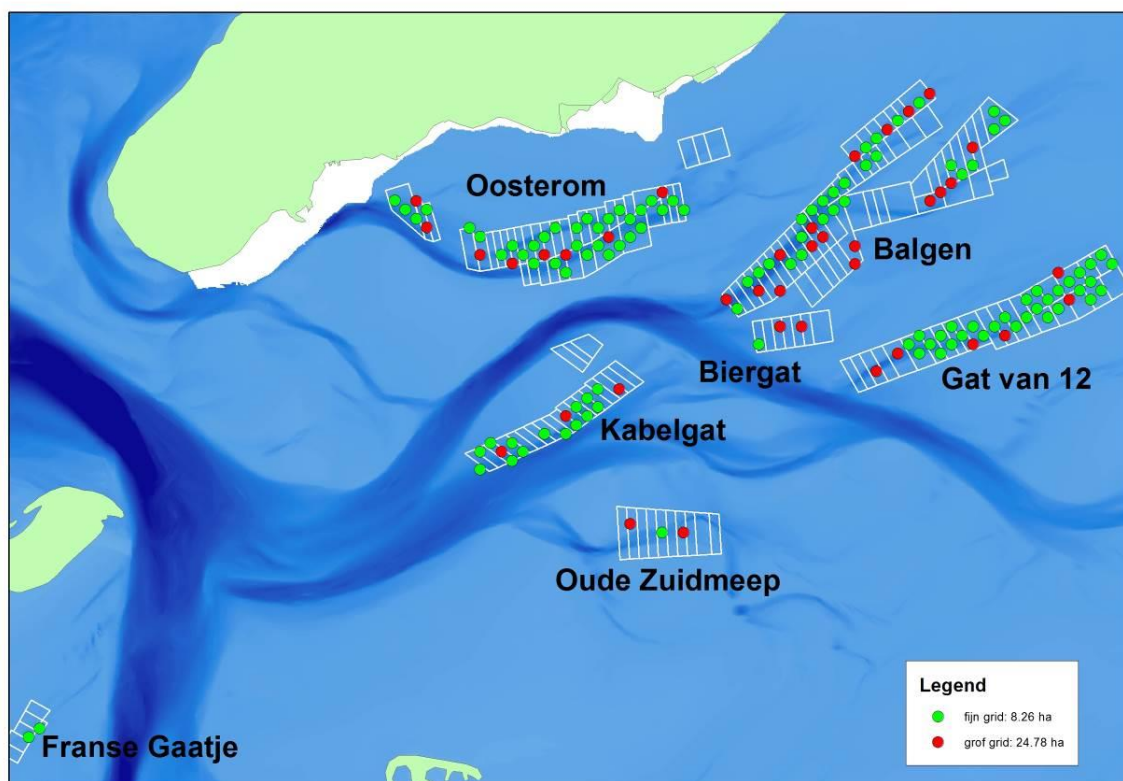 Oosterom
Balgen
Biergat
Gat van 12
Kabelgat
Oude Zuidmeep
Franse Gaatje
Legend
fijn grid: 8.26 ha
grof grid: 24.78 ha